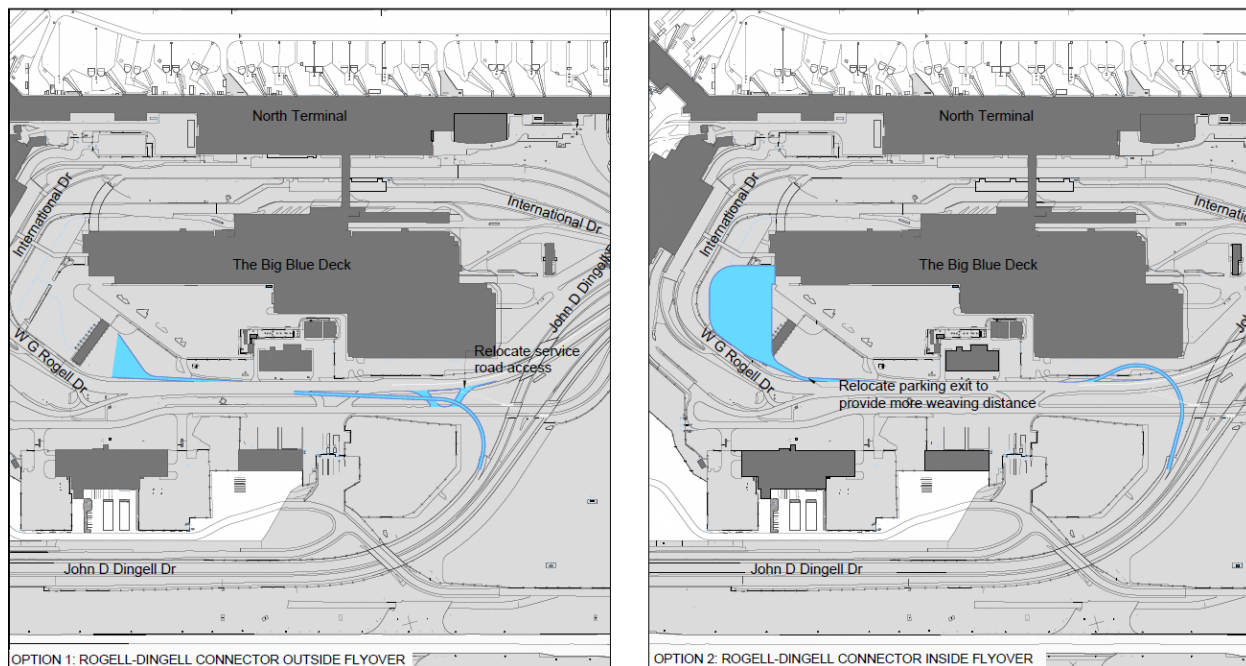 North Terminal
International Dr
International Dr
The Big Blue Deck
John D Dingell
W G Rogell Dr
Relocate service
road access
John D Dingell Dr
OPTION 1: ROGELL-DINGELL CONNECTOR OUTSIDE FLYOVER
North Terminal
International Dr
International
The Big Blue Deck
W G Rogell Dr
Relocate parking exit to
provide more weaving distance
John D Dingell Dr
OPTION 2: ROGELL-DINGELL CONNECTOR INSIDE FLYOVER